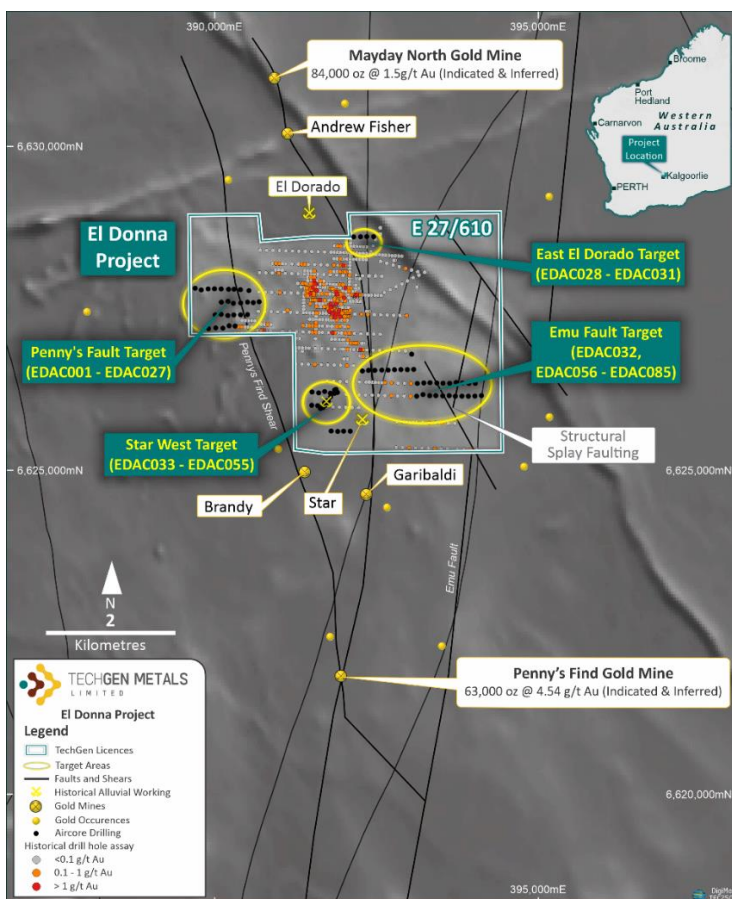 390,000mE
395,000mE
Mayday North Gold Mine
84,000 oz @ 1.5g/t Au (Indicated & Inferred)
Andrew Fisher
6,630,000mN
El Dorado
Broome
Port
Hedland
Western
Australia
Carnarvon
Project
Location
Kalgoorlie
PERTH
6,630,000mN
El Donna
Project
E 27/610
East El Dorado Target
(EDAC028 - EDAC031)
Penny's Fault Target
(EDAC001 - EDAC027)
Emu Fault Target
(EDAC032,
EDAC056 - EDAC085)
Penny's Find Shear
Star West Target
(EDAC033 - EDAC055)
Structural
Splay Faulting
6,625,000mN
6,625,000mN
Brandy
Star
Garibaldi
Emu Fault
N
2
Kilometres
Penny's Find Gold Mine
63,000 oz @ 4.54 g/t Au (Indicated & Inferred)
TECHGEN METALS
LIMITED
El Donna Project
Legend
TechGen Licences
Target Areas
Faults and Shears
Historical Alluvial Working
Gold Mines
Gold Occurences
Aircore Drilling
Historical drill hole assay
<0.1 g/t Au
0.1 - 1 g/t Au
> 1 g/t Au
6,620,000mN
395,000mE